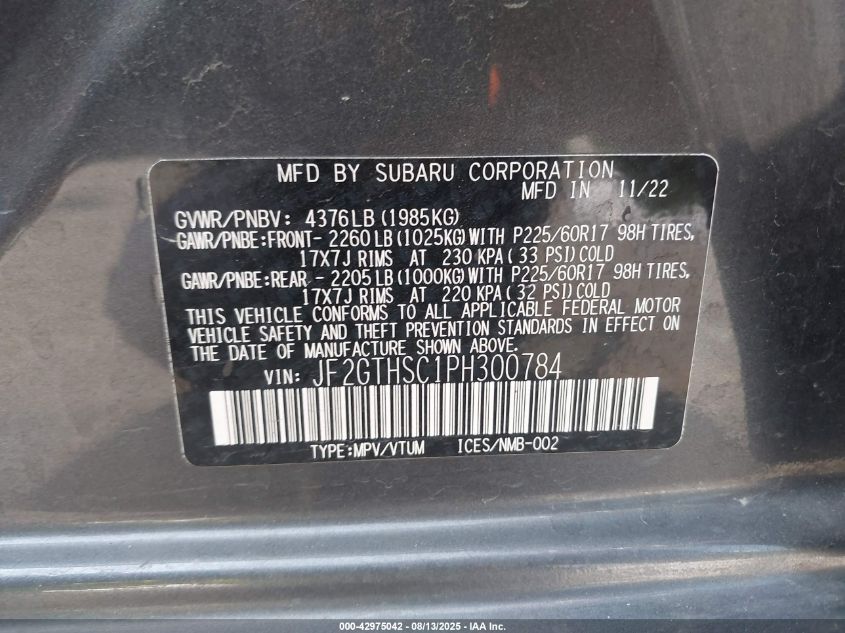 MFD BY SUBARU CORPORATION
MFD IN 11/22
GVWR/PNBV: 4376LB (1985KG)
GAWR/PNBE:FRONT- 2260LB(1025KG)WITH P225/60R17 98H TIRES,
17X7J RIMS AT 230 KPA ( 33 PSI) COLD
GAWR/PNBE:REAR - 2205LB(1000KG)WITH P225/60R17 98H TIRES,
17X7J RIMS AT 220 KPA ( 32 PSI) COLD
THIS VEHICLE CONFORMS TO ALL APPLICABLE FEDERAL MOTOR
VEHICLE SAFETY AND THEFT PREVENTION STANDARDS IN EFFECT ON
THE DATE OF MANUFACTURE SHOWN ABOVE.
VIN: JF2GTHSC1PH300784
TYPE:MPV/VTUM ICES/NMB-002
000-42975042 - 08/13/2025 - IAA Inc.